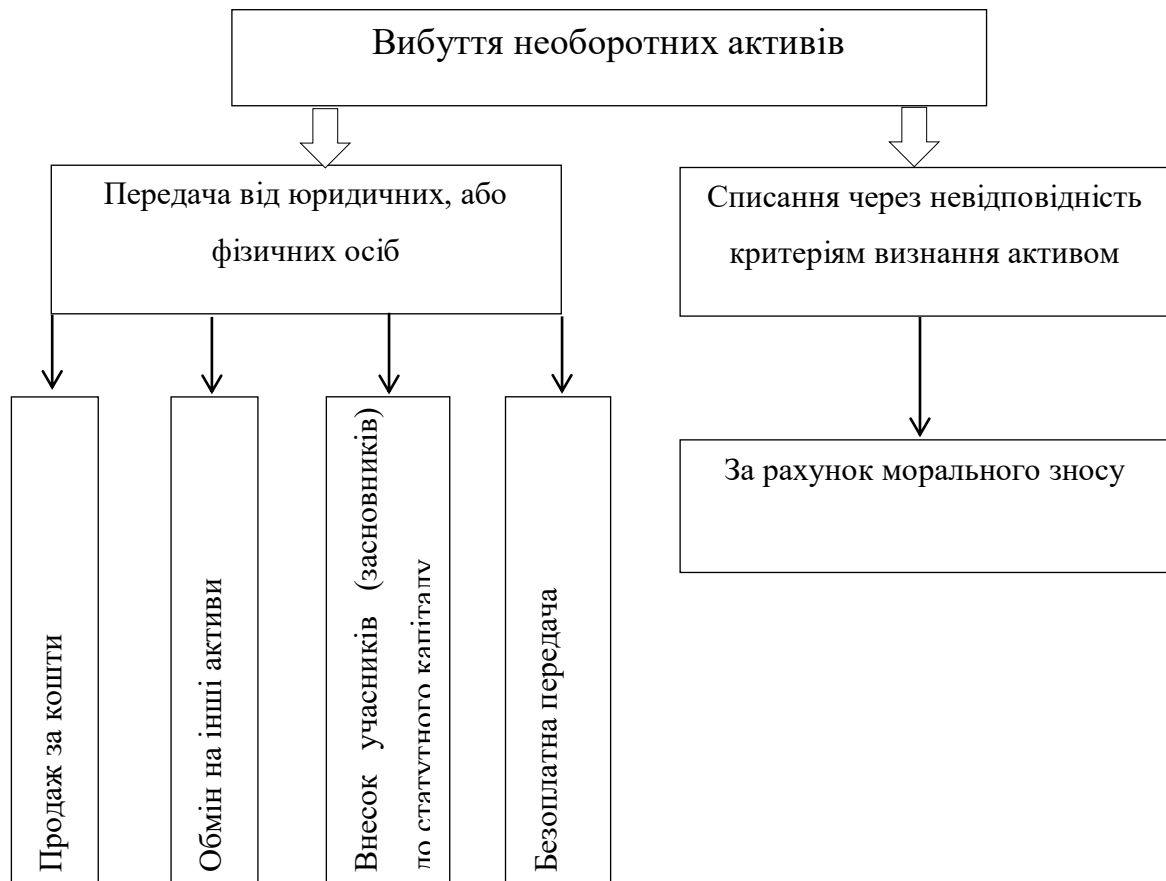 Вибуття необоротних активів
Передача від юридичних, або
фізичних осіб
Списання через невідповідність
критеріям визнання активом
Продаж за кошти
Обмін на інші активи
Внесок учасників (засновників)
до статутного капіталу
Безоплатна передача
За рахунок морального зносу